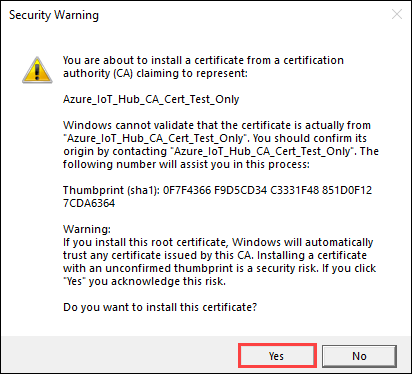 Security Warning
You are about to install a certificate from a certification
authority (CA) claiming to represent:
Azure_IoT_Hub_CA_Cert_Test_Only
Windows cannot validate that the certificate is actually from
"Azure_IoT_Hub_CA_Cert_Test_Only". You should confirm its
origin by contacting "Azure_IoT_Hub_CA_Cert_Test_Only". The
following number will assist you in this process:
Thumbprint (sha1): 0F7F4366 F9D5CD34 C3331F48 851D0F12
7CDA6364
Warning:
If you install this root certificate, Windows will automatically
trust any certificate issued by this CA. Installing a certificate
with an unconfirmed thumbprint is a security risk. If you click
"Yes" you acknowledge this risk.
Do you want to install this certificate?
Yes
No